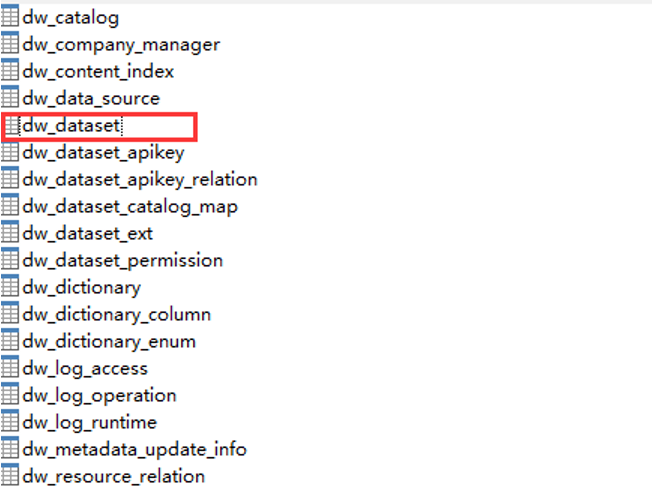 dw_catalog
dw_company_manager
dw_content_index
dw_data_source
dw_dataset
dw_dataset_apikey
dw_dataset_apikey_relation
dw_dataset_catalog_map
dw_dataset_ext
dw_dataset_permission
dw_dictionary
dw_dictionary_column
dw_dictionary_enum
dw_log_access
dw_log_operation
dw_log_runtime
dw_metadata_update_info
dw_resource_relation